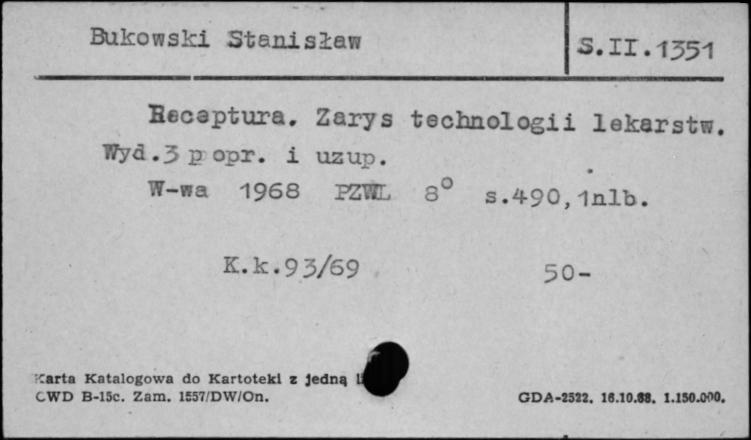 Bukowski Stanisław
S.II.1351
Receptura. Zarys technologii lekarstw.
Wyd.3 popr. i uzup.
W-wa 1968 PZWL 8° s.490,1nlb.
K.k.93/69 50-
Karta Katalogowa do Kartoteki z jedną
CWD B-15c. Zam. 1557/DW/On.
GDA-2522. 16.10.68. 1.150.000.